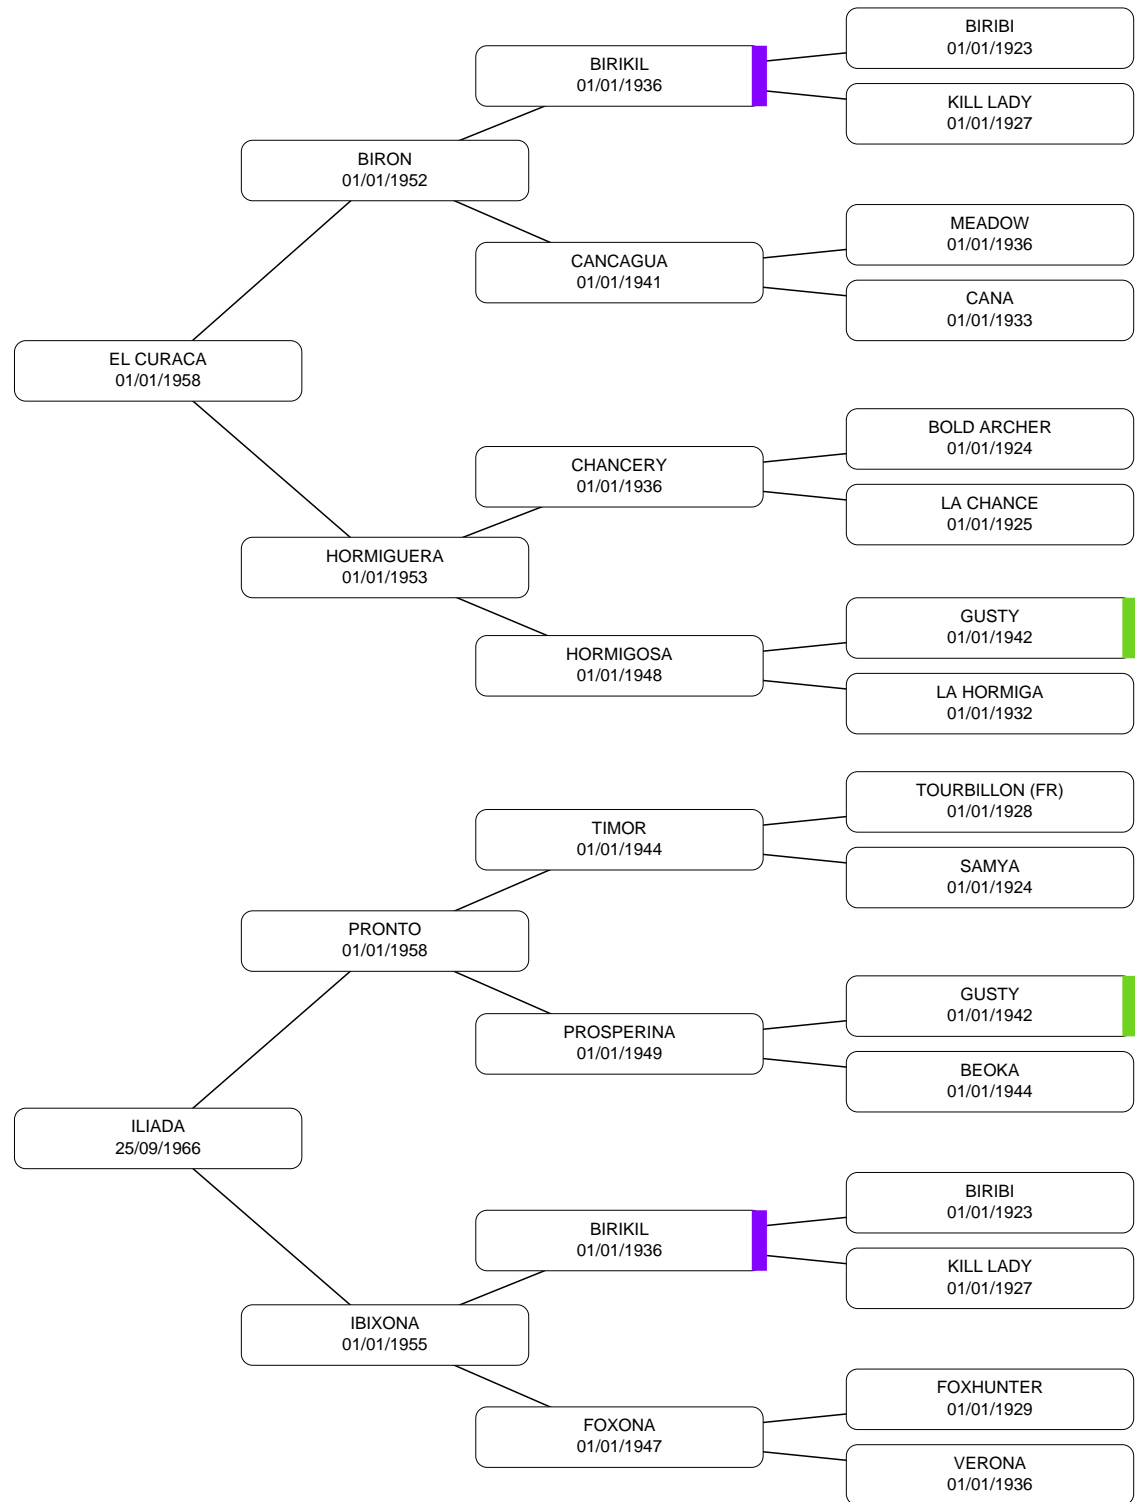 BIRIBI
01/01/1923
BIRIKIL
01/01/1936
KILL LADY
01/01/1927
BIRON
01/01/1952
MEADOW
01/01/1936
CANCAGUA
01/01/1941
CANA
01/01/1933
EL CURACA
01/01/1958
BOLD ARCHER
01/01/1924
CHANCERY
01/01/1936
LA CHANCE
01/01/1925
HORMIGUERA
01/01/1953
GUSTY
01/01/1942
HORMIGOSA
01/01/1948
LA HORMIGA
01/01/1932
TOURBILLON (FR)
01/01/1928
TIMOR
01/01/1944
SAMYA
01/01/1924
PRONTO
01/01/1958
GUSTY
01/01/1942
PROSPERINA
01/01/1949
BEOKA
01/01/1944
ILIADA
25/09/1966
BIRIBI
01/01/1923
BIRIKIL
01/01/1936
KILL LADY
01/01/1927
IBIXONA
01/01/1955
FOXHUNTER
01/01/1929
FOXONA
01/01/1947
VERONA
01/01/1936